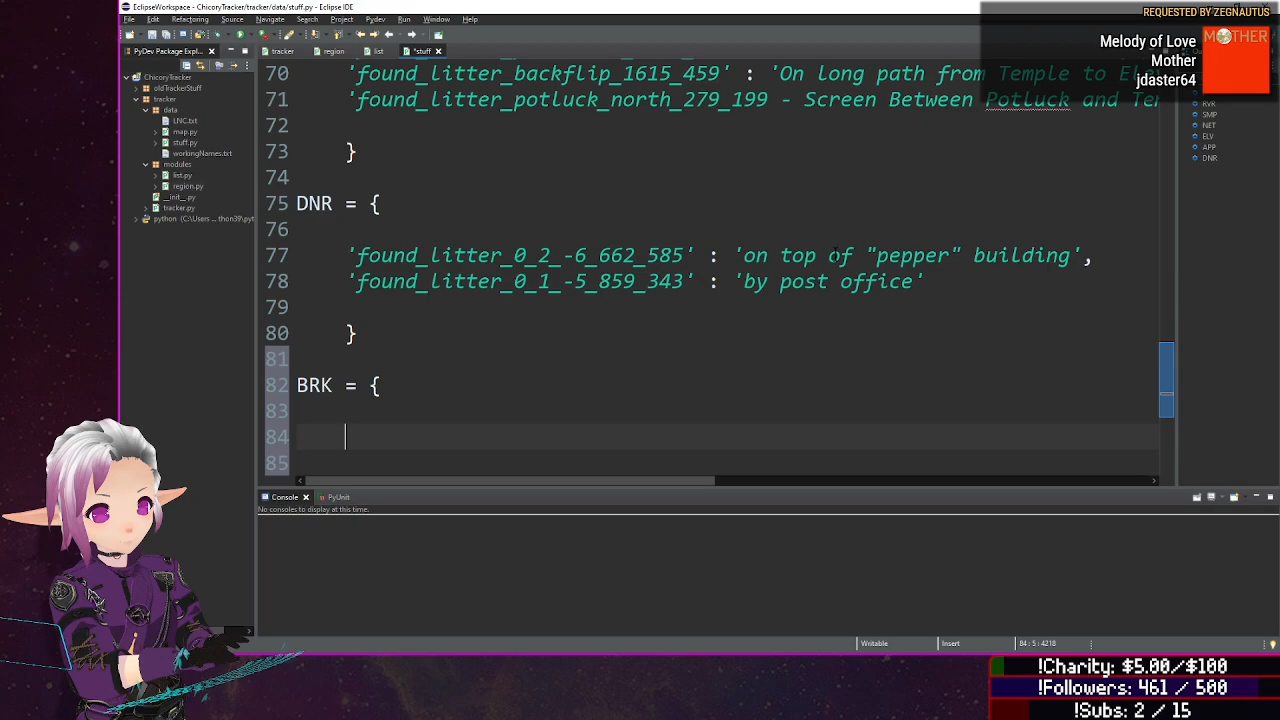 EclipseWorkspace - ChicoryTracker/tracker/data/stuff.py - Eclipse IDE
File Edit Refactoring Source Navigate Search Project Pydev Run Window Help
REQUESTED BY ZEGNAUTUS
Melody of Love
Mother
jdaster64
MOTHER
PyDev Package Expl...
tracker
region
list
*stuff
ChicoryTracker
oldTrackerStuff
tracker
data
LNC.txt
map.py
stuff.py
workingNames.txt
modules
list.py
region.py
__init__.py
tracker.py
python (C:\Users ... thon39\pyt
70 'found_litter_backflip_1615_459' : 'On long path from Temple to Ele
71 'found_litter_potluck_north_279_199 - Screen Between Potluck and Te
72
73 }
74
75 DNR = {
76
77 'found_litter_0_2_-6_662_585' : 'on top of "pepper" building',
78 'found_litter_0_1_-5_859_343' : 'by post office'
79
80 }
81
82 BRK = {
83
84
85
RVK
SMP
NET
ELV
APP
DNR
Console
PyUnit
No consoles to display at this time.
Writable
Insert
84 : 5 : 4218
!Charity: $5.00/$100
!Followers: 461 / 500
!Subs: 2 / 15